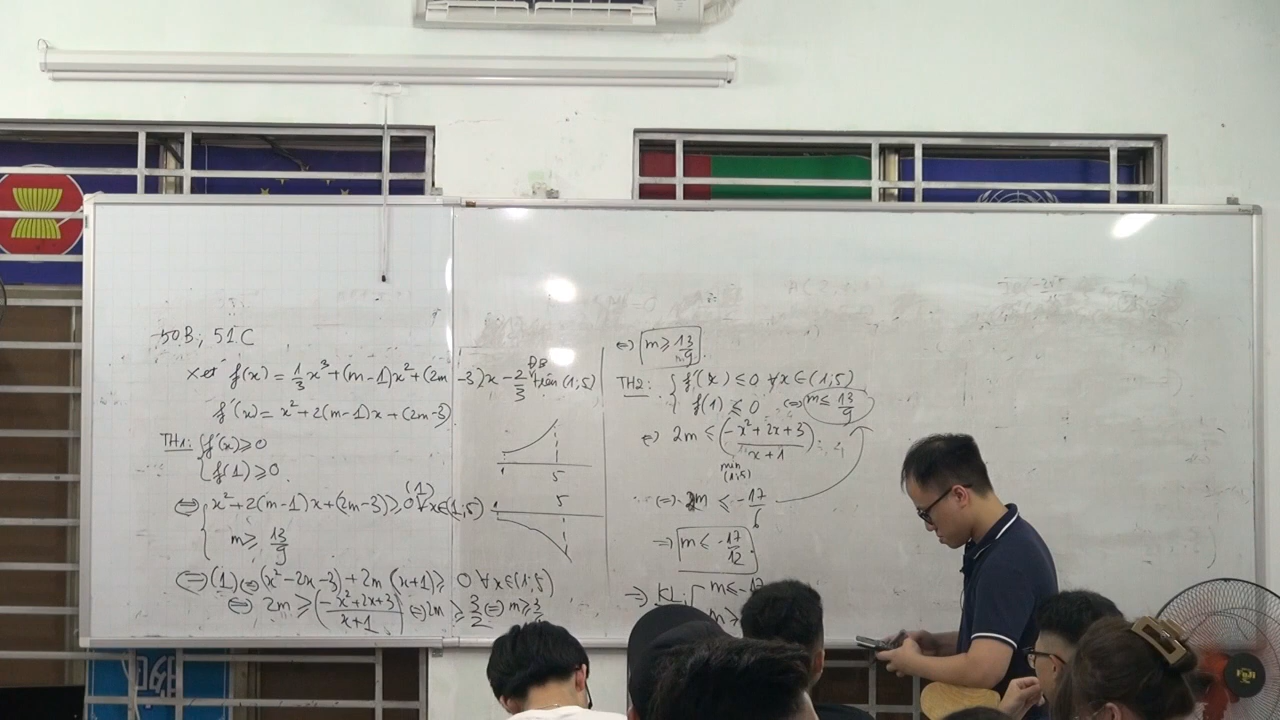 50B; 51C
Xét f(x) = 1/3 x³ + (m-1)x² + (2m-3)x - 2/3 ĐB trên (1;5)
f'(x) = x² + 2(m-1)x + (2m-3)
TH1: { f'(x) ≥ 0
{ f(1) ≥ 0
⇔ { x² + 2(m-1)x + (2m-3) ≥ 0 ∀x∈(1;5) (1)
{ m ≥ 13/9
⇔ (1) ⇔ (x²-2x-3) + 2m(x+1) ≥ 0 ∀x∈(1;5)
⇔ 2m ≥ (-x²+2x+3)/(x+1) ⇔ 2m ≥ 3/2 ⇔ m ≥
1 5
1 5
⇔ m ≥ 13/9
TH2: { f'(x) ≤ 0 ∀x∈(1;5)
{ f(1) ≤ 0 ⇔ m ≤ 13/9
⇔ 2m ≤ (-x²+2x+3)/(x+1)
min (1;5)
⇔ 2m ≤ -17/6
⇒ m ≤ -17/12
⇒ KL: [ m ≤ -17
[ m ≥
FUJI